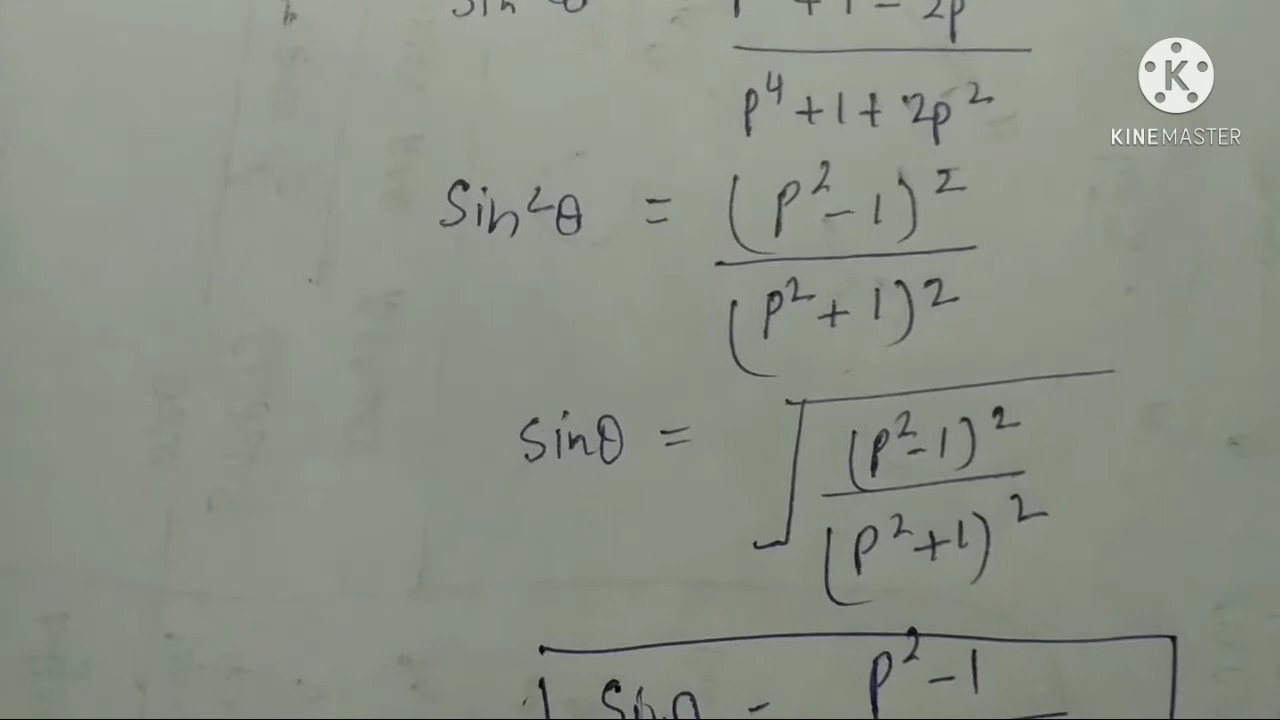 p⁴ + 1 + 2p²
KINEMASTER
Sin²θ = (p² - 1)² / (p² + 1)²
sinθ = √((p² - 1)² / (p² + 1)²)
p² - 1